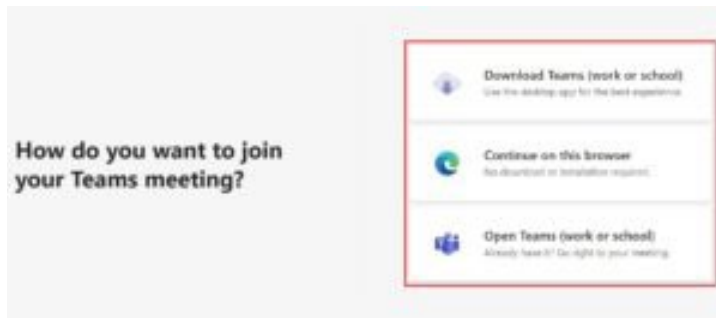 How do you want to join
your Teams meeting?
Download Teams (work or school)
Use the desktop app for the best experience.
Continue on this browser
No download or installation required.
Open Teams (work or school)
Already have it? Go right to your meeting.